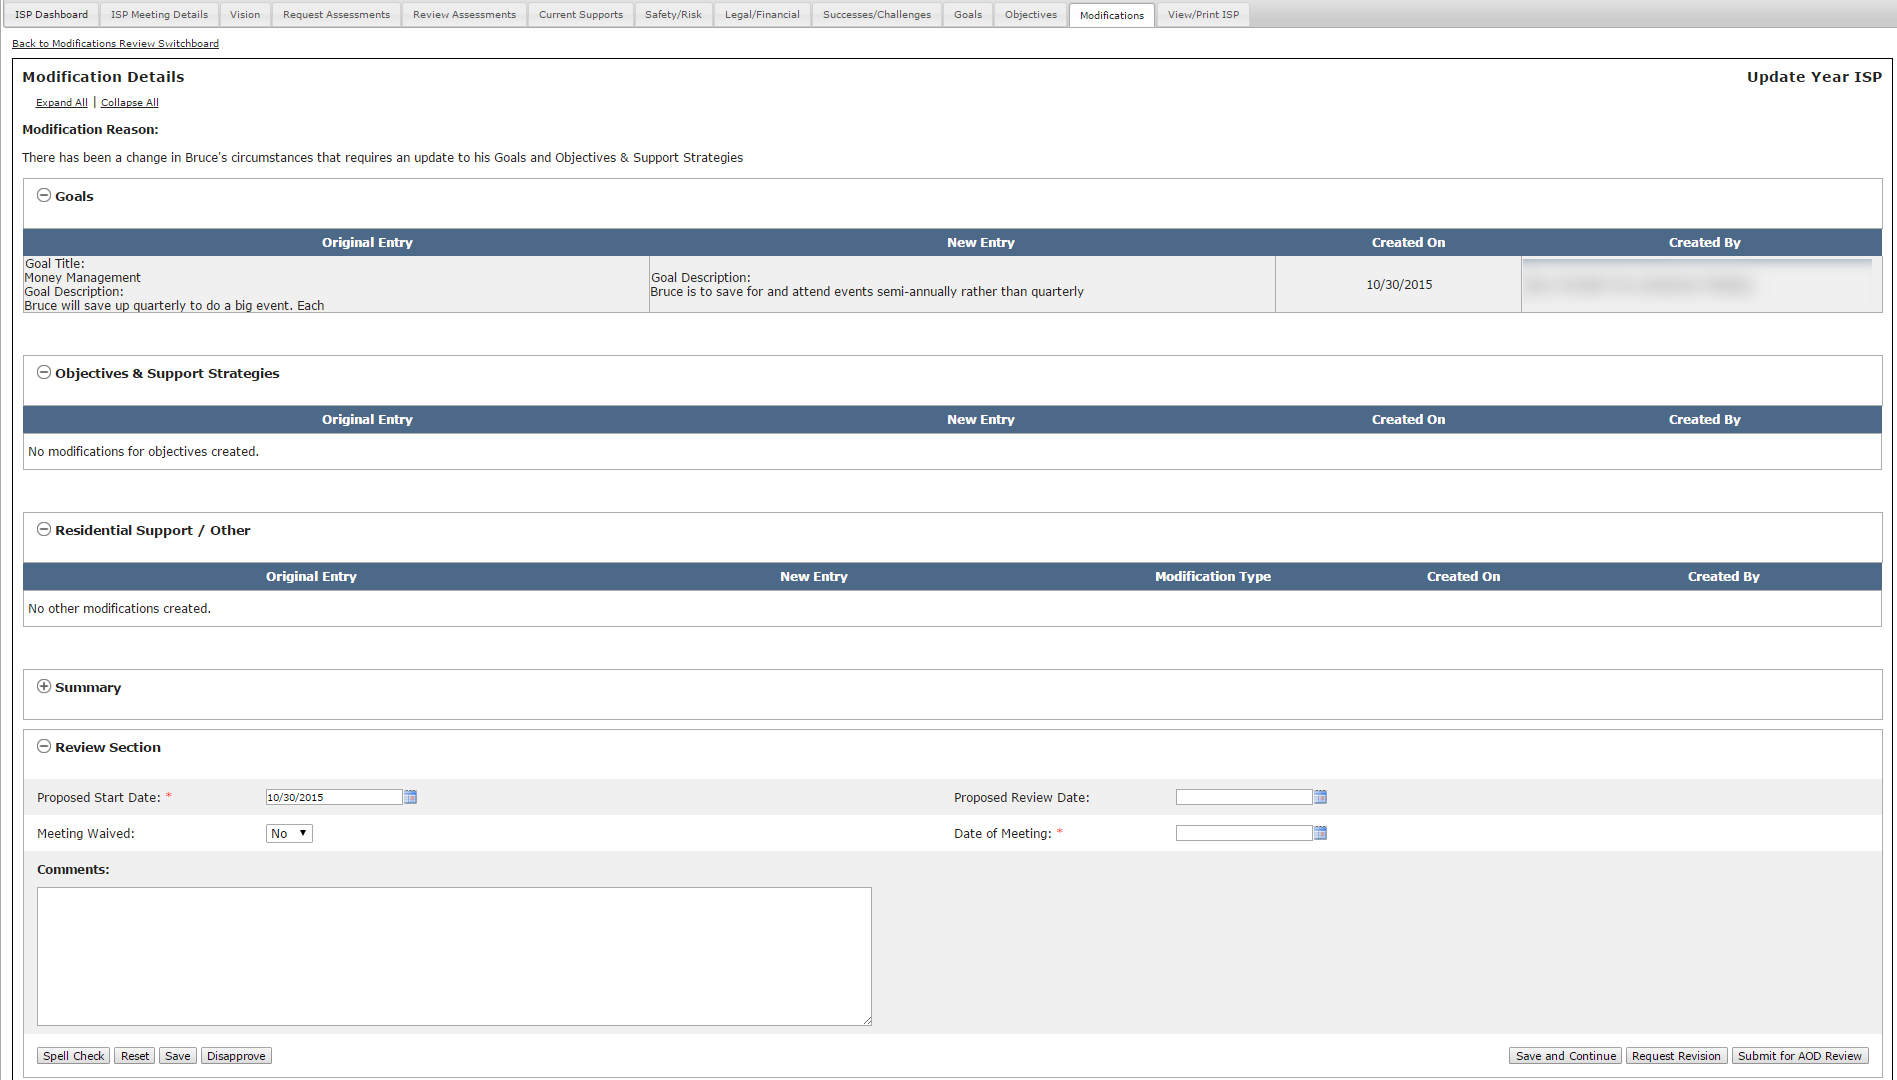 ISP Dashboard ISP Meeting Details Vision Request Assessments Review Assessments Current Supports Safety/Risk Legal/Financial Successes/Challenges Goals Objectives Modifications View/Print ISP
Back to Modifications Review Switchboard
Modification Details Update Year ISP
Expand All | Collapse All
Modification Reason:
There has been a change in Bruce's circumstances that requires an update to his Goals and Objectives & Support Strategies
Goals
Original Entry New Entry Created On Created By
Goal Title:
Money Management
Goal Description:
Bruce will save up quarterly to do a big event. Each
Goal Description:
Bruce is to save for and attend events semi-annually rather than quarterly
10/30/2015
Objectives & Support Strategies
Original Entry New Entry Created On Created By
No modifications for objectives created.
Residential Support / Other
Original Entry New Entry Modification Type Created On Created By
No other modifications created.
Summary
Review Section
Proposed Start Date: * 10/30/2015 Proposed Review Date:
Meeting Waived: No Date of Meeting: *
Comments:
Spell Check Reset Save Disapprove Save and Continue Request Revision Submit for AOD Review